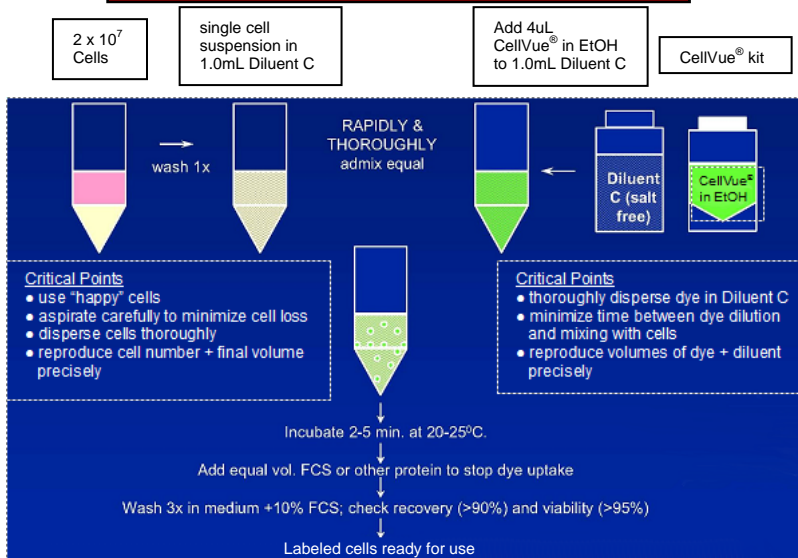 2 x 10⁷
Cells
single cell
suspension in
1.0mL Diluent C
Add 4uL
CellVue® in EtOH
to 1.0mL Diluent C
CellVue® kit
wash 1x
RAPIDLY &
THOROUGHLY
admix equal
Diluent
C (salt
free)
CellVue®
in EtOH
Critical Points
● use "happy" cells
● aspirate carefully to minimize cell loss
● disperse cells thoroughly
● reproduce cell number + final volume
precisely
Critical Points
● thoroughly disperse dye in Diluent C
● minimize time between dye dilution
and mixing with cells
● reproduce volumes of dye + diluent
precisely
Incubate 2-5 min. at 20-25⁰C.
Add equal vol. FCS or other protein to stop dye uptake
Wash 3x in medium +10% FCS; check recovery (>90%) and viability (>95%)
Labeled cells ready for use